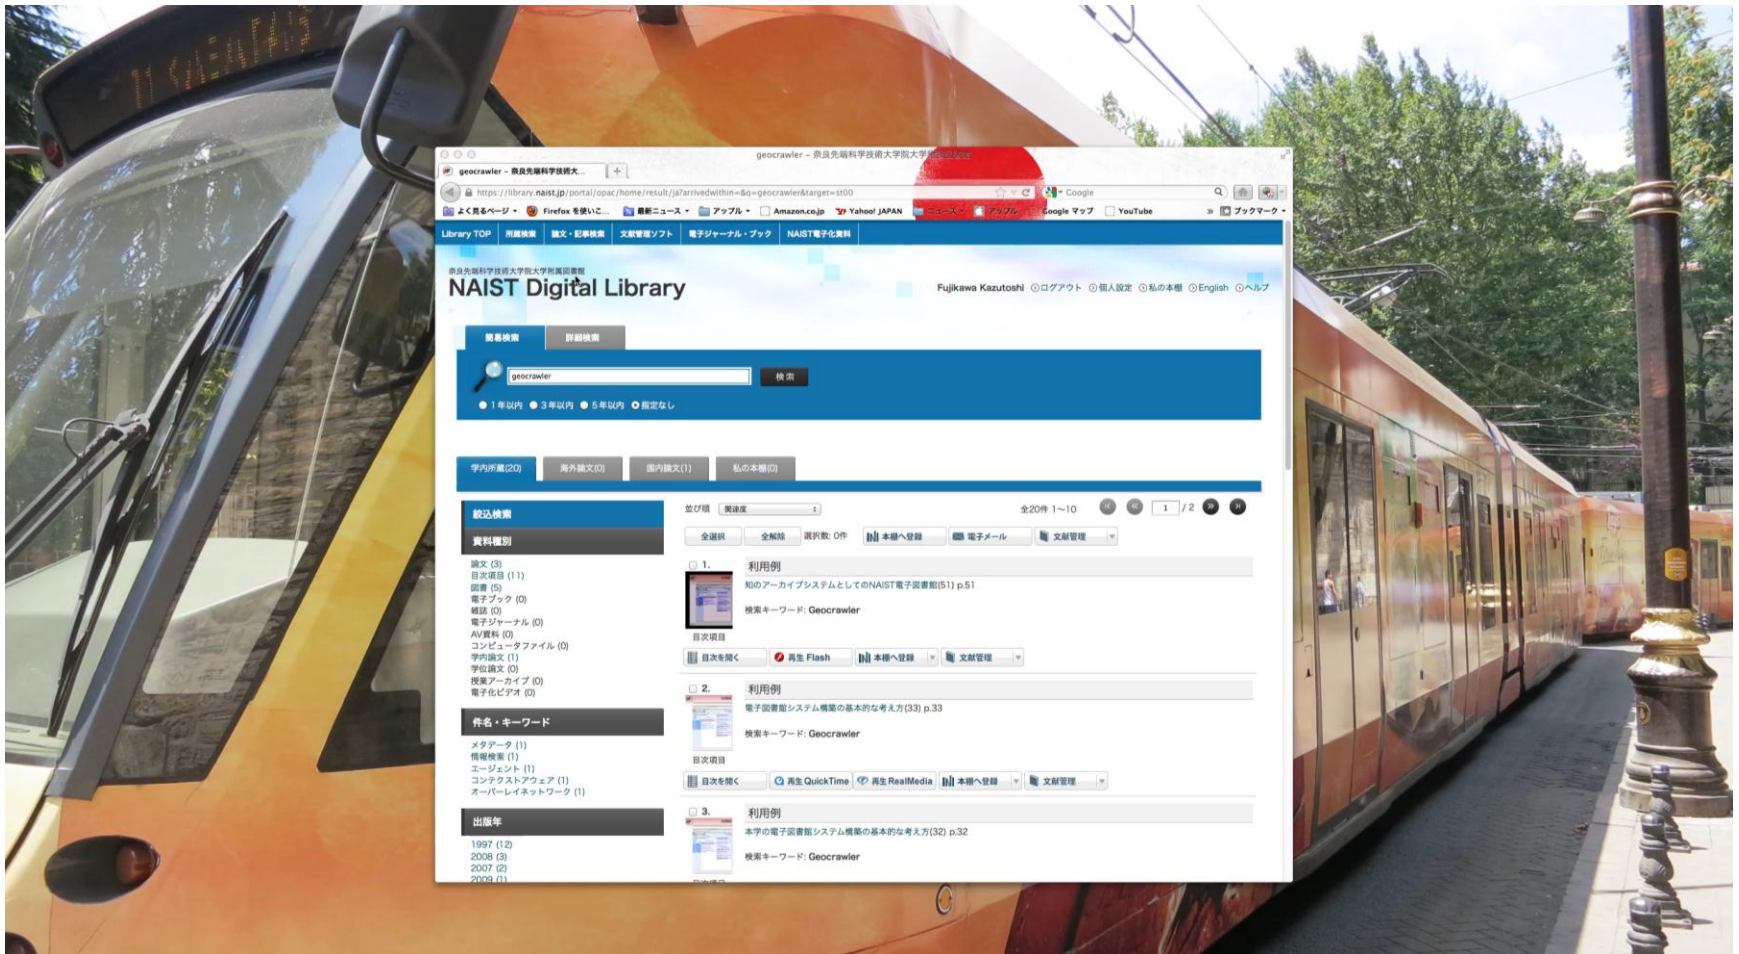 geocrawler – 奈良先端科学技術大学院大学
geocrawler – 奈良先端科学技術大...
https://library.naist.jp/portal/opac/home/result/ja?arrivedwithin=&q=geocrawler&target=st00
Google
よく見るページ Firefox を使いこ... 最新ニュース アップル Amazon.co.jp Yahoo! JAPAN ニュース アップル Google マップ YouTube » ブックマーク
Library TOP 所蔵検索 論文・記事検索 文献管理ソフト 電子ジャーナル・ブック NAIST電子化資料
奈良先端科学技術大学院大学附属図書館
NAIST Digital Library
Fujikawa Kazutoshi ログアウト 個人設定 私の本棚 English ヘルプ
簡易検索 詳細検索
geocrawler 検索
1年以内 3年以内 5年以内 指定なし
学内所蔵(20) 海外論文(0) 国内論文(1) 私の本棚(0)
絞込検索
資料種別
論文 (3)
目次項目 (11)
図書 (5)
電子ブック (0)
雑誌 (0)
電子ジャーナル (0)
AV資料 (0)
コンピュータファイル (0)
学内論文 (1)
学位論文 (0)
授業アーカイブ (0)
電子化ビデオ (0)
件名・キーワード
メタデータ (1)
情報検索 (1)
エージェント (1)
コンテクストアウェア (1)
オーバーレイネットワーク (1)
出版年
1997 (12)
2008 (3)
2007 (2)
2009 (1)
並び順 関連度 全20件 1～10 1 / 2
全選択 全解除 選択数: 0件 本棚へ登録 電子メール 文献管理
1. 利用例
知のアーカイブシステムとしてのNAIST電子図書館(51) p.51
検索キーワード: Geocrawler
目次項目
目次を開く 再生 Flash 本棚へ登録 文献管理
2. 利用例
電子図書館システム構築の基本的な考え方(33) p.33
検索キーワード: Geocrawler
目次項目
目次を開く 再生 QuickTime 再生 RealMedia 本棚へ登録 文献管理
3. 利用例
本学の電子図書館システム構築の基本的な考え方(32) p.32
検索キーワード: Geocrawler
目次項目